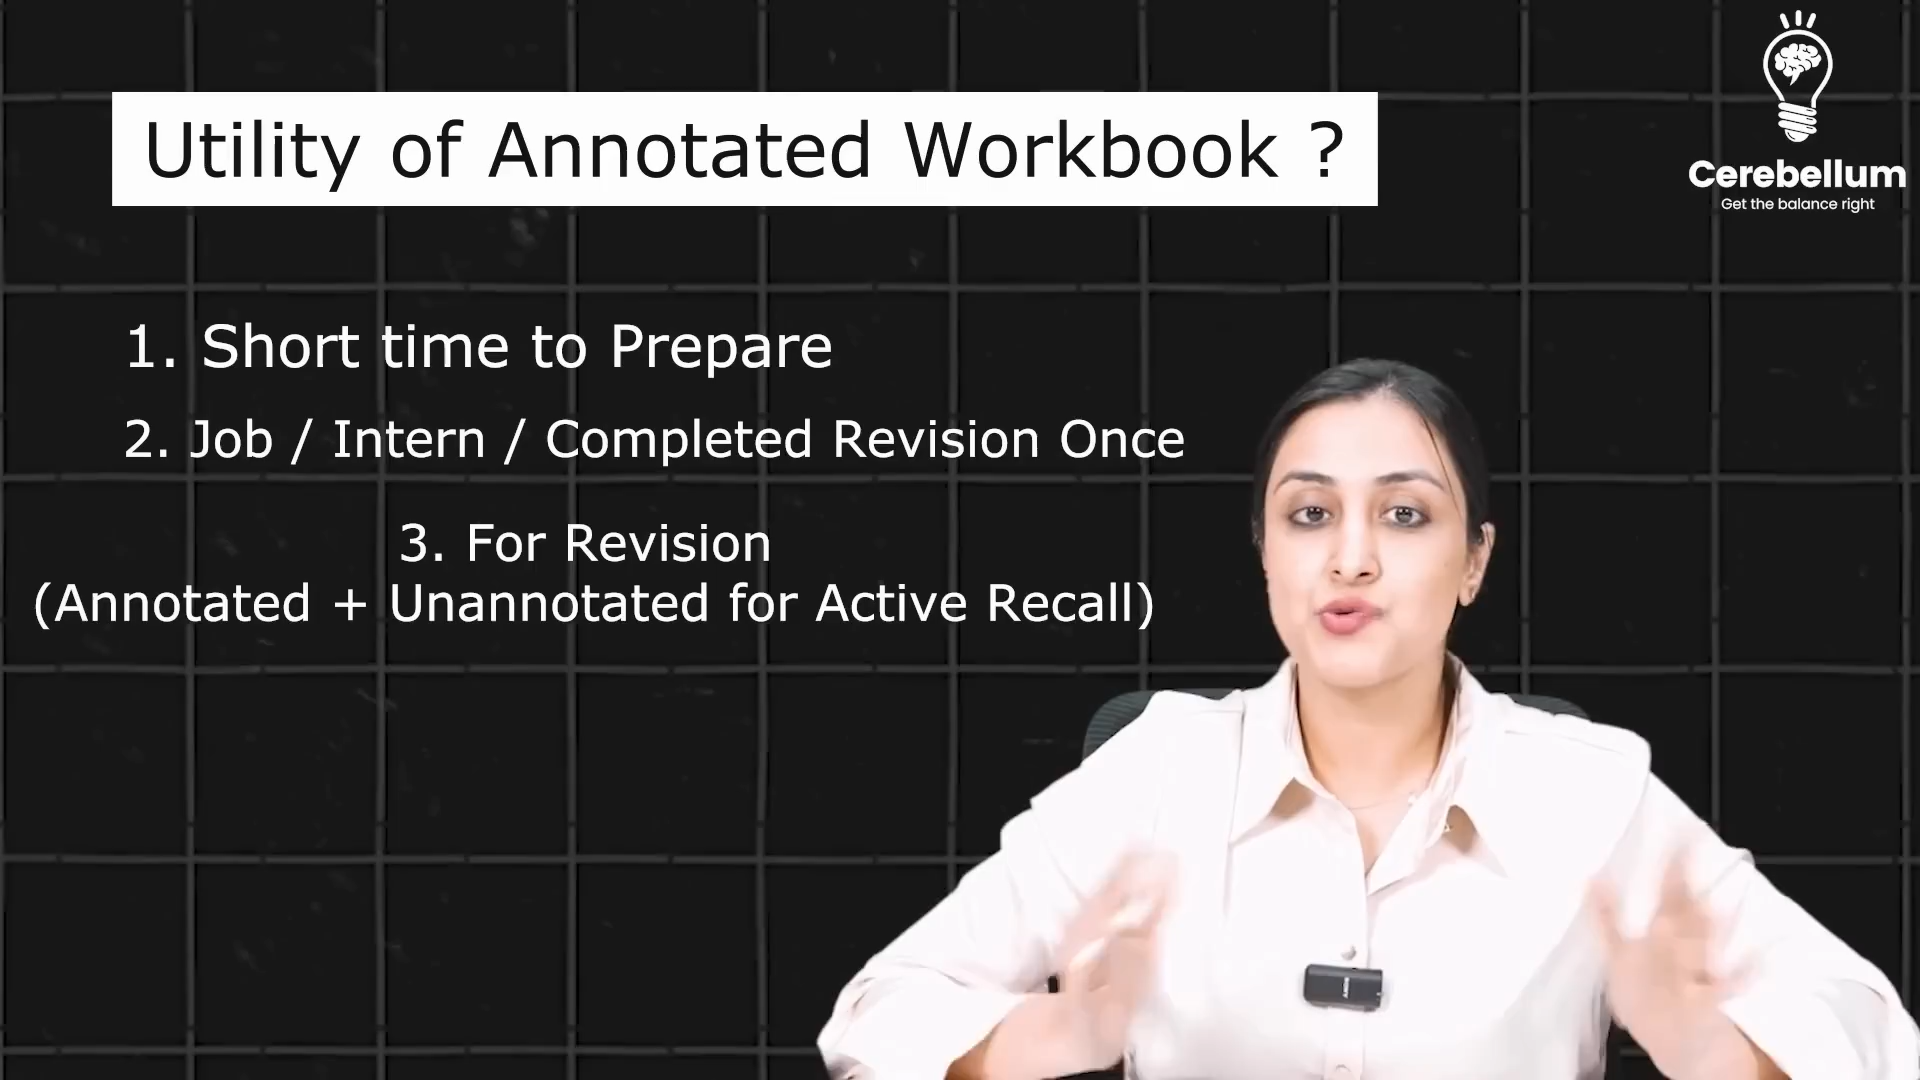 Utility of Annotated Workbook ?
Cerebellum
Get the balance right
1. Short time to Prepare
2. Job / Intern / Completed Revision Once
3. For Revision
(Annotated + Unannotated for Active Recall)
SONY